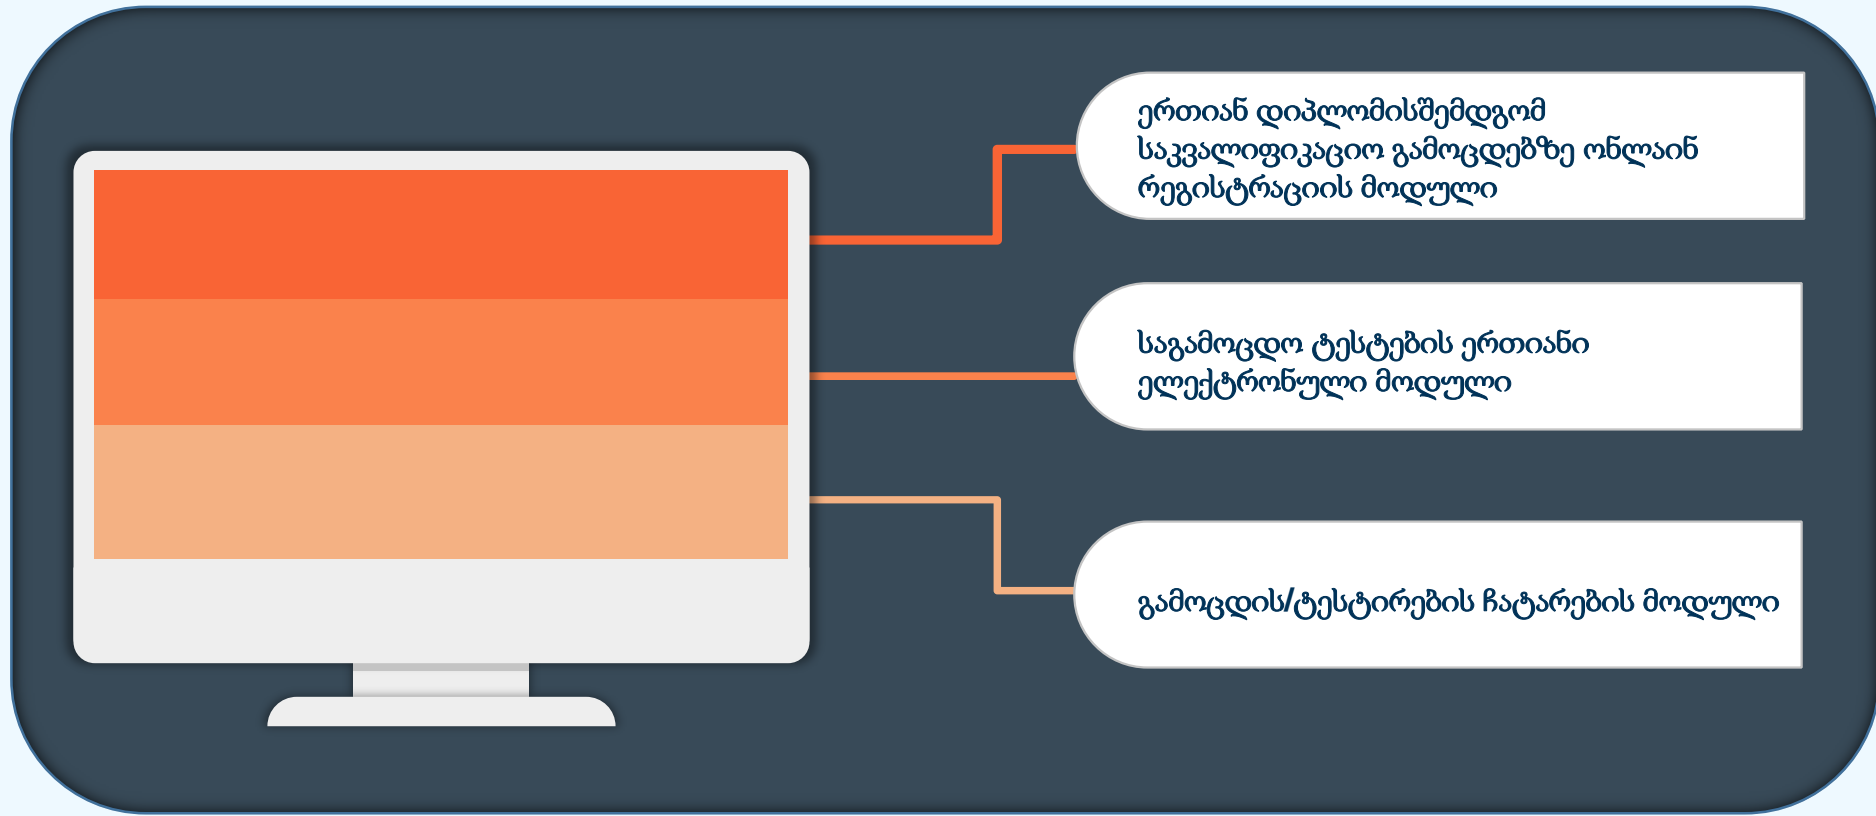 ერთიან დიპლომისშემდგომ
საკვალიფიკაციო გამოცდებზე ონლაინ
რეგისტრაციის მოდული
საგამოცდო ტესტების ერთიანი
ელექტრონული მოდული
გამოცდის/ტესტირების ჩატარების მოდული